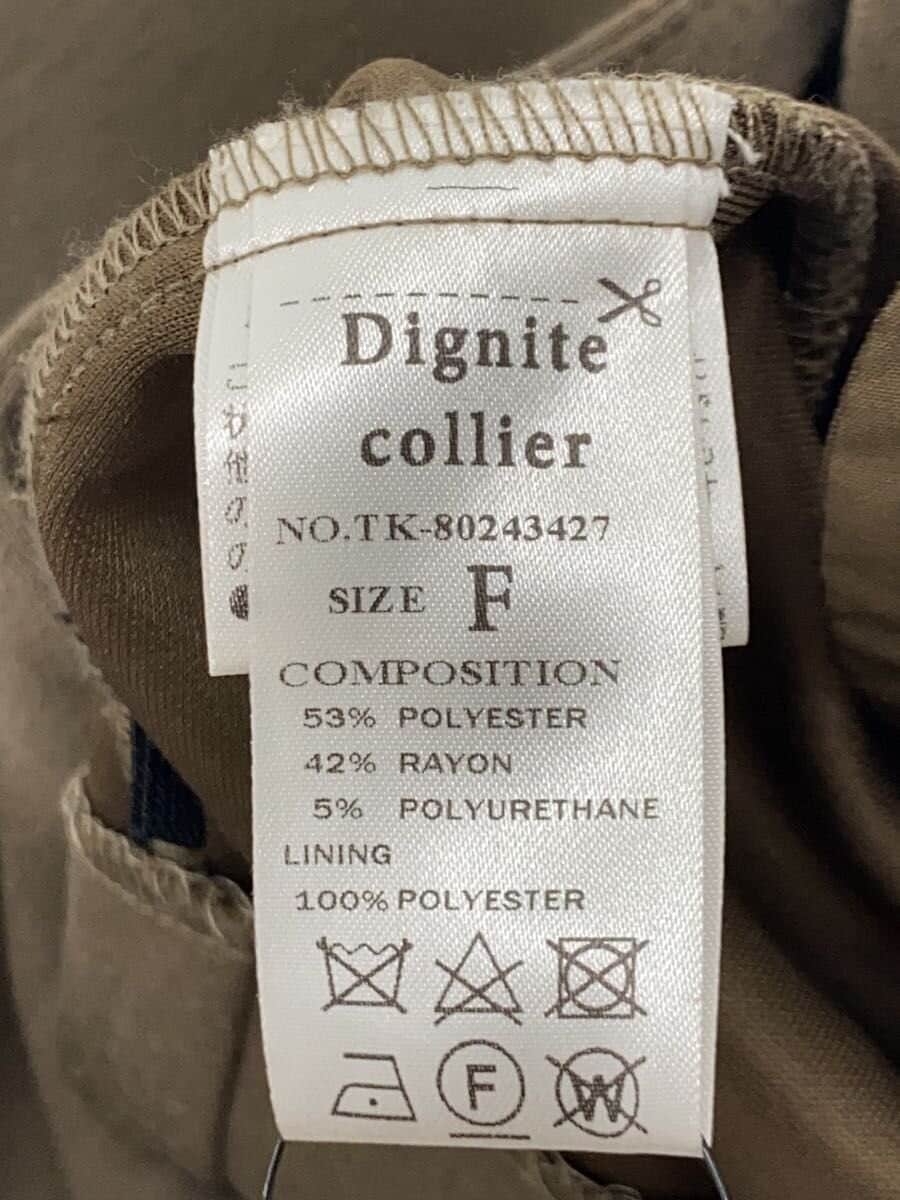 Dignite
collier
NO.TK-80243427
SIZE F
COMPOSITION
53% POLYESTER
42% RAYON
5% POLYURETHANE
LINING
100% POLYESTER
F
W